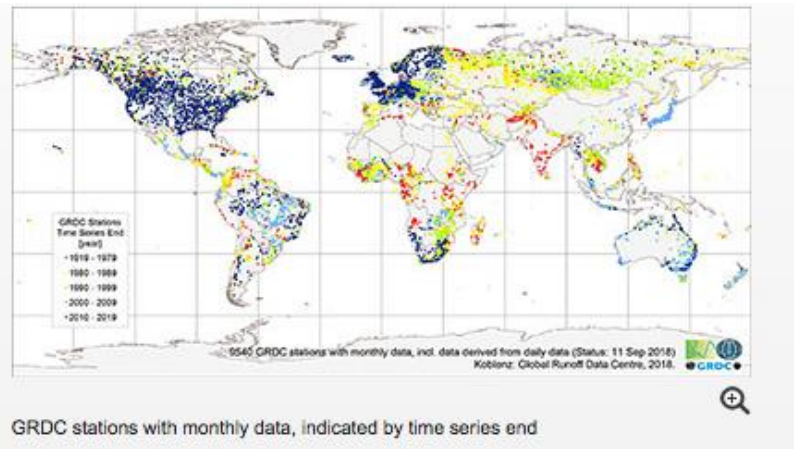 GRDC Stations
Time Series End
[year]
1919 - 1979
1980 - 1989
1990 - 1999
2000 - 2009
2010 - 2019
9540 GRDC stations with monthly data, incl. data derived from daily data (Status: 11 Sep 2018)
Koblenz: Global Runoff Data Centre, 2018.
GRDC
GRDC stations with monthly data, indicated by time series end